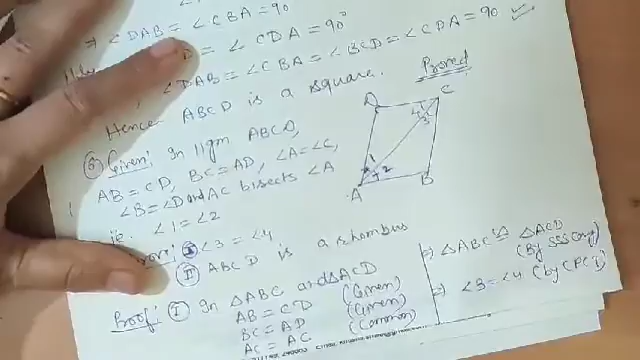 ⇒ ∠DAB = ∠CBA = 90
= ∠CDA = 90°
∠DAB = ∠CBA = ∠BCD = ∠CDA = 90
Hence ABCD is a square.
Proved
⑥ Given: In ||gm ABCD,
AB = CD, BC = AD, ∠A = ∠C,
∠B = ∠D and AC bisects ∠A
ie. ∠1 = ∠2
I ∠3 = ∠4
II ABCD is a rhombus
Proof: I In △ABC and △ACD
AB = CD (Given)
BC = AD (Given)
AC = AC (Common)
⇒ △ABC ≅ △ACD
(By SSS Cong)
⇒ ∠3 = ∠4 (by CPCT)
D
C
4
3
1
2
A
B